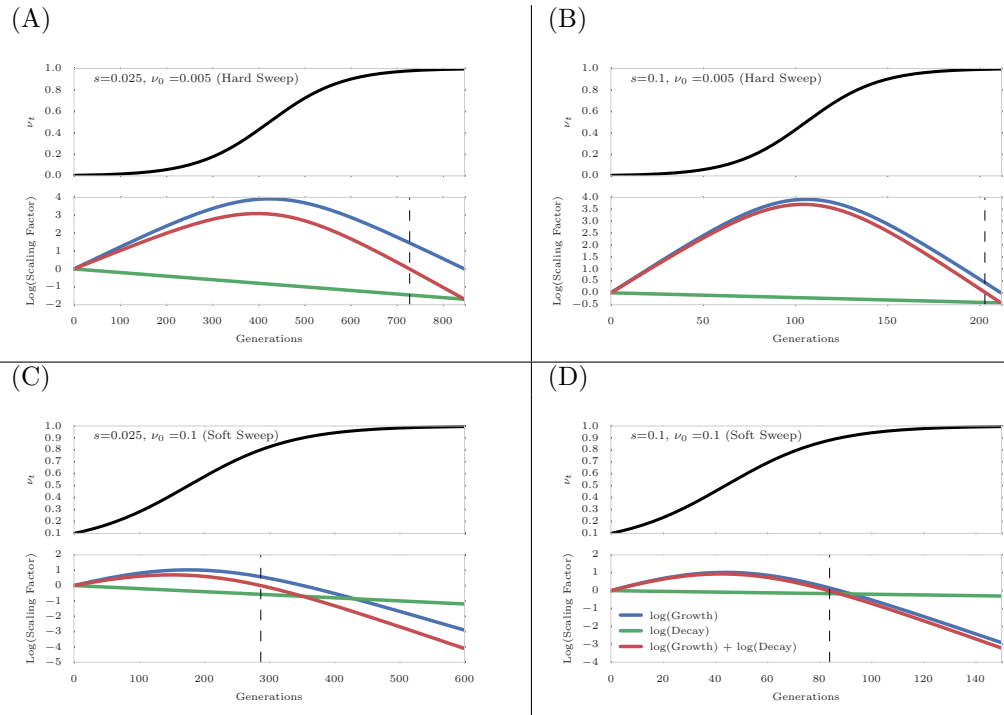 (A)
s=0.025, ν0 =0.005 (Hard Sweep)
1.0
0.8
0.6
0.4
0.2
0.0
νt
4
3
2
1
0
−1
−2
Log(Scaling Factor)
0 100 200 300 400 500 600 700 800
Generations
(B)
s=0.1, ν0 =0.005 (Hard Sweep)
1.0
0.8
0.6
0.4
0.2
0.0
νt
4.0
3.5
3.0
2.5
2.0
1.5
1.0
0.5
0.0
−0.5
Log(Scaling Factor)
0 50 100 150 200
Generations
(C)
s=0.025, ν0 =0.1 (Soft Sweep)
1.0
0.9
0.8
0.7
0.6
0.5
0.4
0.3
0.2
0.1
νt
2
1
0
−1
−2
−3
−4
−5
Log(Scaling Factor)
0 100 200 300 400 500 600
Generations
(D)
s=0.1, ν0 =0.1 (Soft Sweep)
1.0
0.9
0.8
0.7
0.6
0.5
0.4
0.3
0.2
0.1
νt
2
1
0
−1
−2
−3
−4
Log(Scaling Factor)
log(Growth)
log(Decay)
log(Growth) + log(Decay)
0 20 40 60 80 100 120 140
Generations